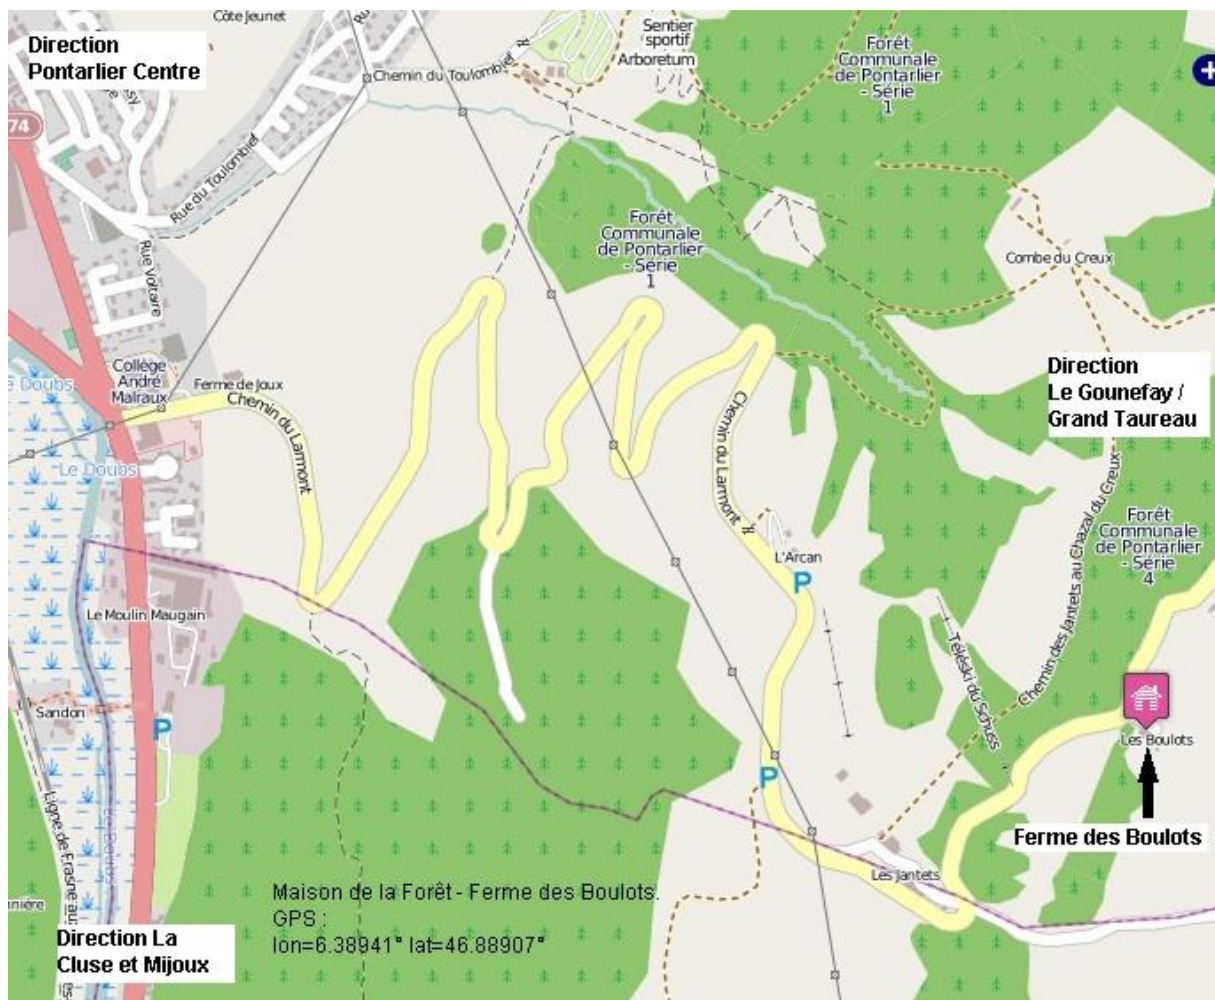 Côte Jeunet
Direction
Pontarlier Centre
Sentier
sportif
Arboretum
Chemin du Toulombief
Forêt
Communale
de Pontarlier
- Série
1
74
Rue du Toulombief
Rue Voltaire
Forêt
Communale
de Pontarlier
- Série
1
Combe du Creux
Collège
André
Malraux
Ferme de Joux
Chemin du Larmont
Direction
Le Gounefay /
Grand Taureau
Chemin du Larmont
Le Doubs
Le Doubs
Chemin des Jantets au Chazal du Creux
Forêt
Communale
de Pontarlier
- Série
4
L'Arcan
P
Le Moulin Maugain
Téléski du Schuss
Sandon
P
Les Boulots
P
Ferme des Boulots
Ligne de Frasne au
Les Jantets
Maison de la Forêt - Ferme des Boulots.
GPS :
lon=6.38941° lat=46.88907°
Direction La
Cluse et Mijoux